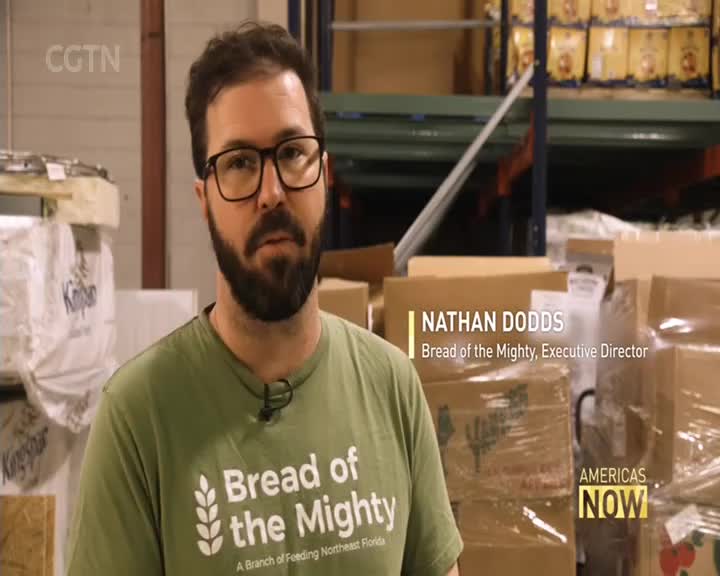 CGTN
NATHAN DODDS
Bread of the Mighty, Executive Director
Bread of
the Mighty
A Branch of Feeding Northeast Florida
AMERICAS
NOW